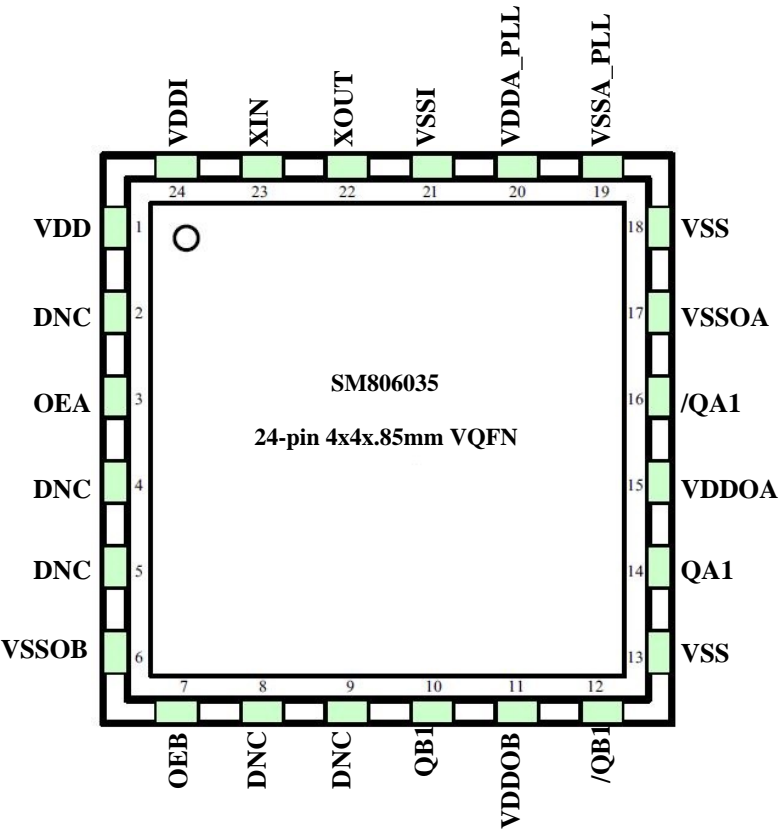 VDDI
XIN
XOUT
VSSI
VDDA_PLL
VSSA_PLL
24
23
22
21
20
19
VDD
1
18
VSS
DNC
2
17
VSSOA
OEA
3
16
/QA1
SM806035
24-pin 4x4x.85mm VQFN
DNC
4
15
VDDOA
DNC
5
14
QA1
VSSOB
6
13
VSS
7
8
9
10
11
12
OEB
DNC
DNC
QB1
VDDOB
/QB1